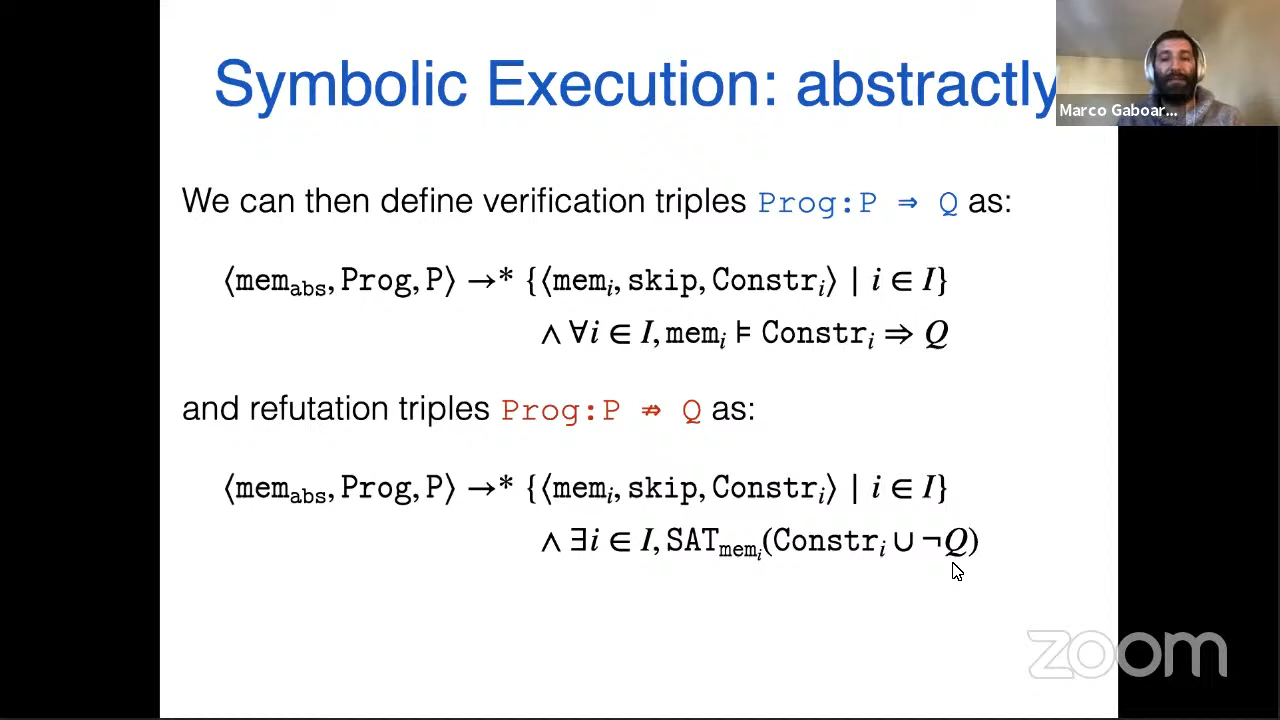 Symbolic Execution: abstractly
Marco Gaboar...
We can then define verification triples Prog:P ⇒ Q as:
⟨mem_abs, Prog, P⟩ →* {⟨mem_i, skip, Constr_i⟩ | i ∈ I}
∧ ∀i ∈ I, mem_i ⊨ Constr_i ⇒ Q
and refutation triples Prog:P ⇏ Q as:
⟨mem_abs, Prog, P⟩ →* {⟨mem_i, skip, Constr_i⟩ | i ∈ I}
∧ ∃i ∈ I, SAT_mem_i(Constr_i ∪ ¬Q)
zoom